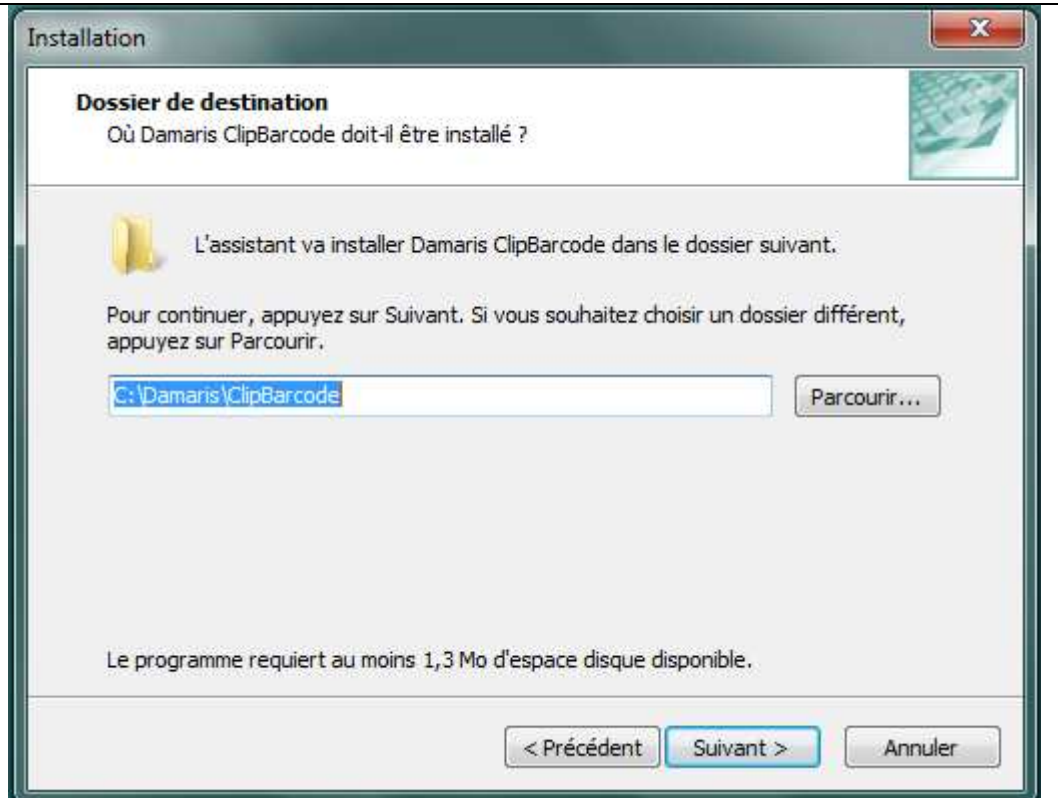 Installation
Dossier de destination
Où Damaris ClipBarcode doit-il être installé ?
L'assistant va installer Damaris ClipBarcode dans le dossier suivant.
Pour continuer, appuyez sur Suivant. Si vous souhaitez choisir un dossier différent,
appuyez sur Parcourir.
C:\Damaris\ClipBarcode
Parcourir...
Le programme requiert au moins 1,3 Mo d'espace disque disponible.
< Précédent
Suivant >
Annuler